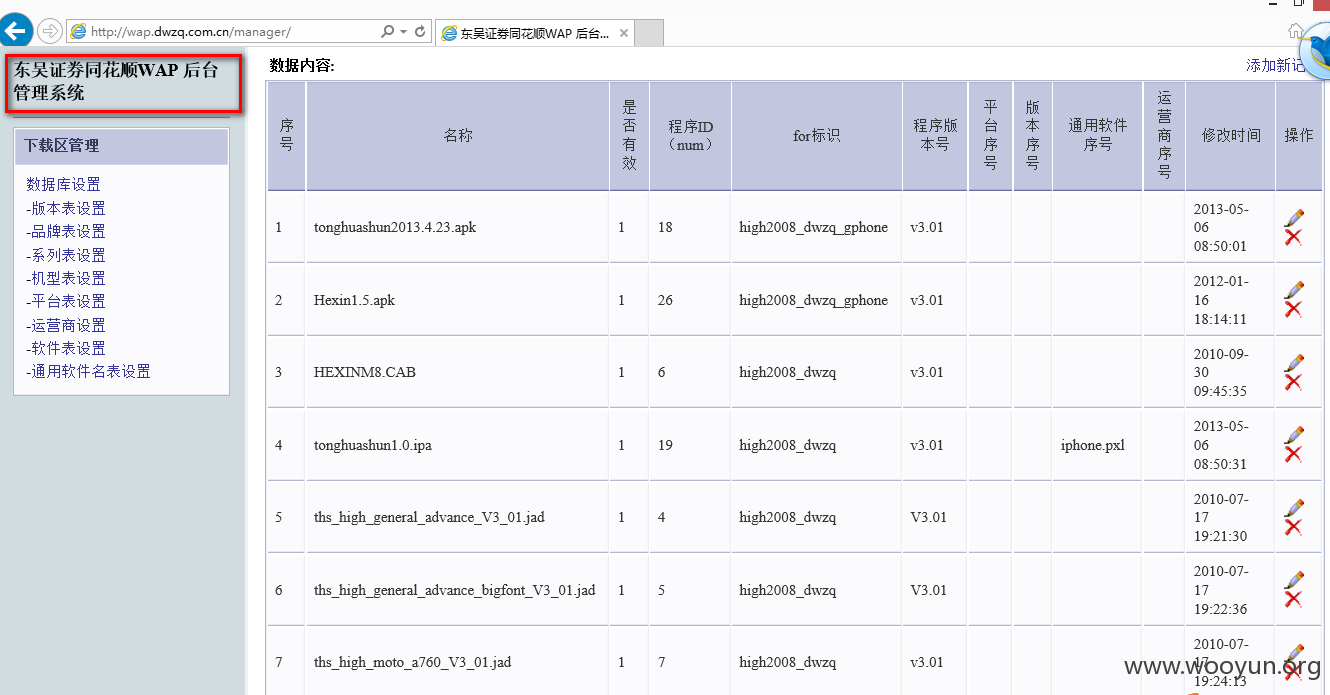 http://wap.dwzq.com.cn/manager/
东吴证券同花顺WAP 后台...
东吴证券同花顺WAP 后台
管理系统
下载区管理
数据库设置
-版本表设置
-品牌表设置
-系列表设置
-机型表设置
-平台表设置
-运营商设置
-软件表设置
-通用软件名表设置
数据内容:
添加新记
序号 名称 是否有效 程序ID（num） for标识 程序版本号 平台序号 版本序号 通用软件序号 运营商序号 修改时间 操作
1 tonghuashun2013.4.23.apk 1 18 high2008_dwzq_gphone v3.01 2013-05-06 08:50:01
2 Hexin1.5.apk 1 26 high2008_dwzq_gphone v3.01 2012-01-16 18:14:11
3 HEXINM8.CAB 1 6 high2008_dwzq v3.01 2010-09-30 09:45:35
4 tonghuashun1.0.ipa 1 19 high2008_dwzq v3.01 iphone.pxl 2013-05-06 08:50:31
5 ths_high_general_advance_V3_01.jad 1 4 high2008_dwzq V3.01 2010-07-17 19:21:30
6 ths_high_general_advance_bigfont_V3_01.jad 1 5 high2008_dwzq V3.01 2010-07-17 19:22:36
7 ths_high_moto_a760_V3_01.jad 1 7 high2008_dwzq v3.01 2010-07-17 19:24:13
www.wooyun.org